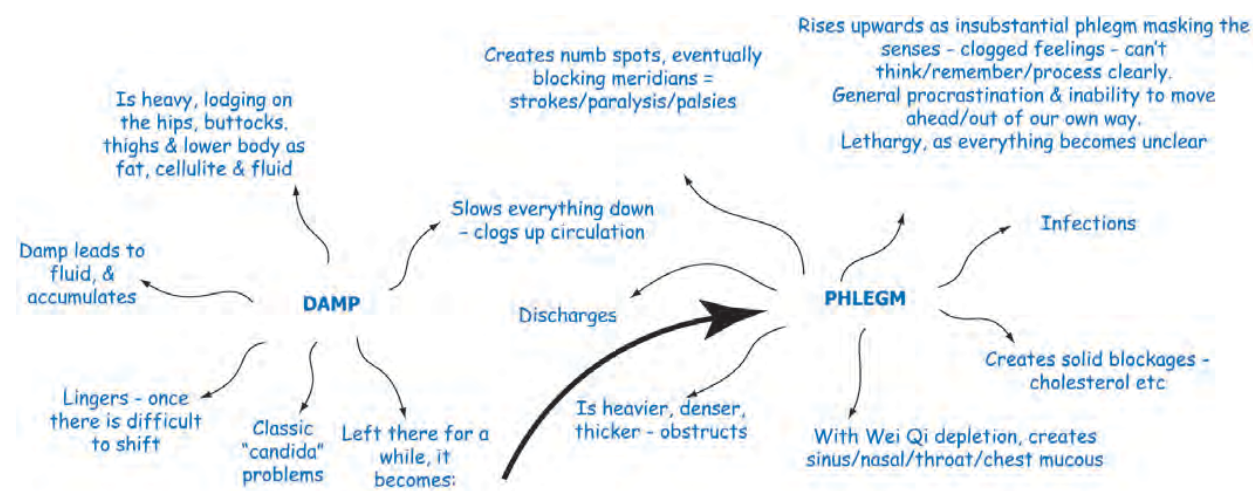 Is heavy, lodging on
the hips, buttocks.
thighs & lower body as
fat, cellulite & fluid
Slows everything down
- clogs up circulation
Damp leads to
fluid, &
accumulates
DAMP
Lingers - once
there is difficult
to shift
Classic
"candida"
problems
Left there for a
while, it
becomes:
Creates numb spots, eventually
blocking meridians =
strokes/paralysis/palsies
Rises upwards as insubstantial phlegm masking the
senses - clogged feelings - can't
think/remember/process clearly.
General procrastination & inability to move
ahead/out of our own way.
Lethargy, as everything becomes unclear
Infections
PHLEGM
Discharges
Is heavier, denser,
thicker - obstructs
With Wei Qi depletion, creates
sinus/nasal/throat/chest mucous
Creates solid blockages -
cholesterol etc